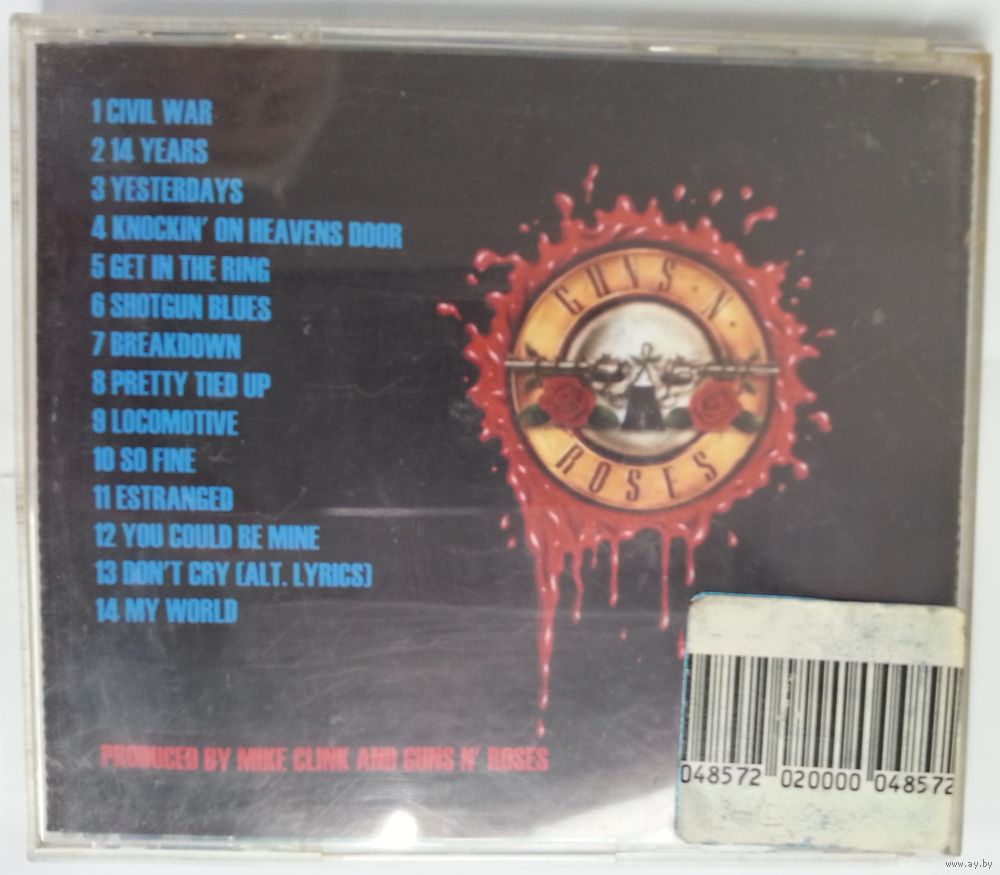 1 CIVIL WAR
2 14 YEARS
3 YESTERDAYS
4 KNOCKIN' ON HEAVENS DOOR
5 GET IN THE RING
6 SHOTGUN BLUES
7 BREAKDOWN
8 PRETTY TIED UP
9 LOCOMOTIVE
10 SO FINE
11 ESTRANGED
12 YOU COULD BE MINE
13 DON'T CRY (ALT. LYRICS)
14 MY WORLD
GUNS · N ·
ROSES
PRODUCED BY MIKE CLINK AND GUNS N' ROSES
048572 020000 048572
www.ay.by